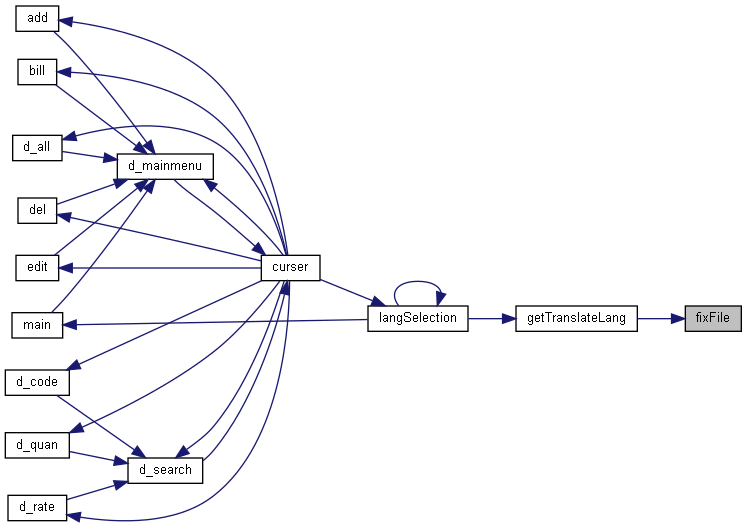 add
bill
d_all
d_mainmenu
del
edit
curser
main
langSelection
getTranslateLang
fixFile
d_code
d_quan
d_search
d_rate